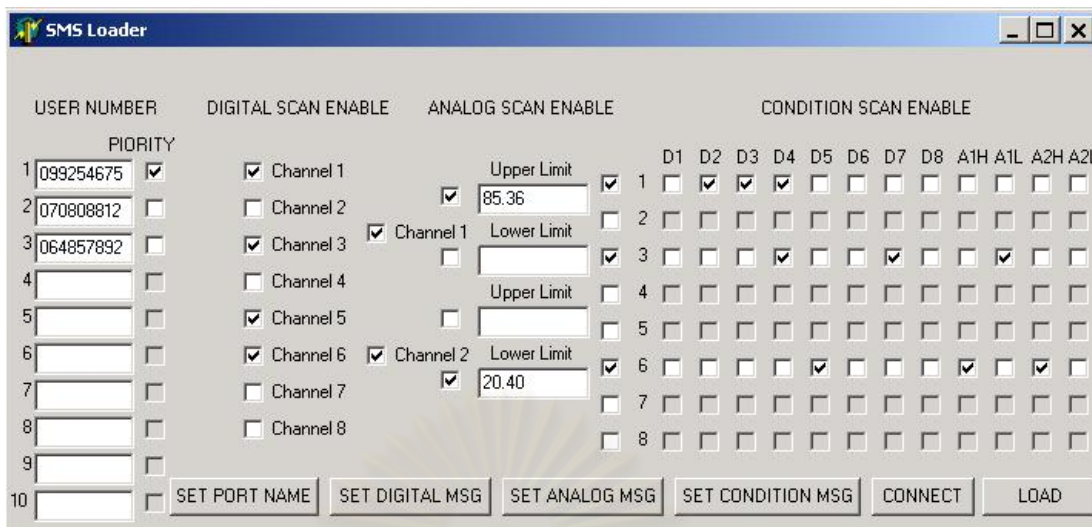 SMS Loader
USER NUMBER DIGITAL SCAN ENABLE ANALOG SCAN ENABLE CONDITION SCAN ENABLE
PIORITY
D1 D2 D3 D4 D5 D6 D7 D8 A1H A1L A2H
1 099254675
2 070808812
3 064857892
4
5
6
7
8
9
10
Channel 1
Channel 2
Channel 3
Channel 4
Channel 5
Channel 6
Channel 7
Channel 8
Channel 1
Upper Limit
85.36
Lower Limit
Channel 2
Upper Limit
Lower Limit
20.40
1
2
3
4
5
6
7
8
SET PORT NAME SET DIGITAL MSG SET ANALOG MSG SET CONDITION MSG CONNECT LOAD